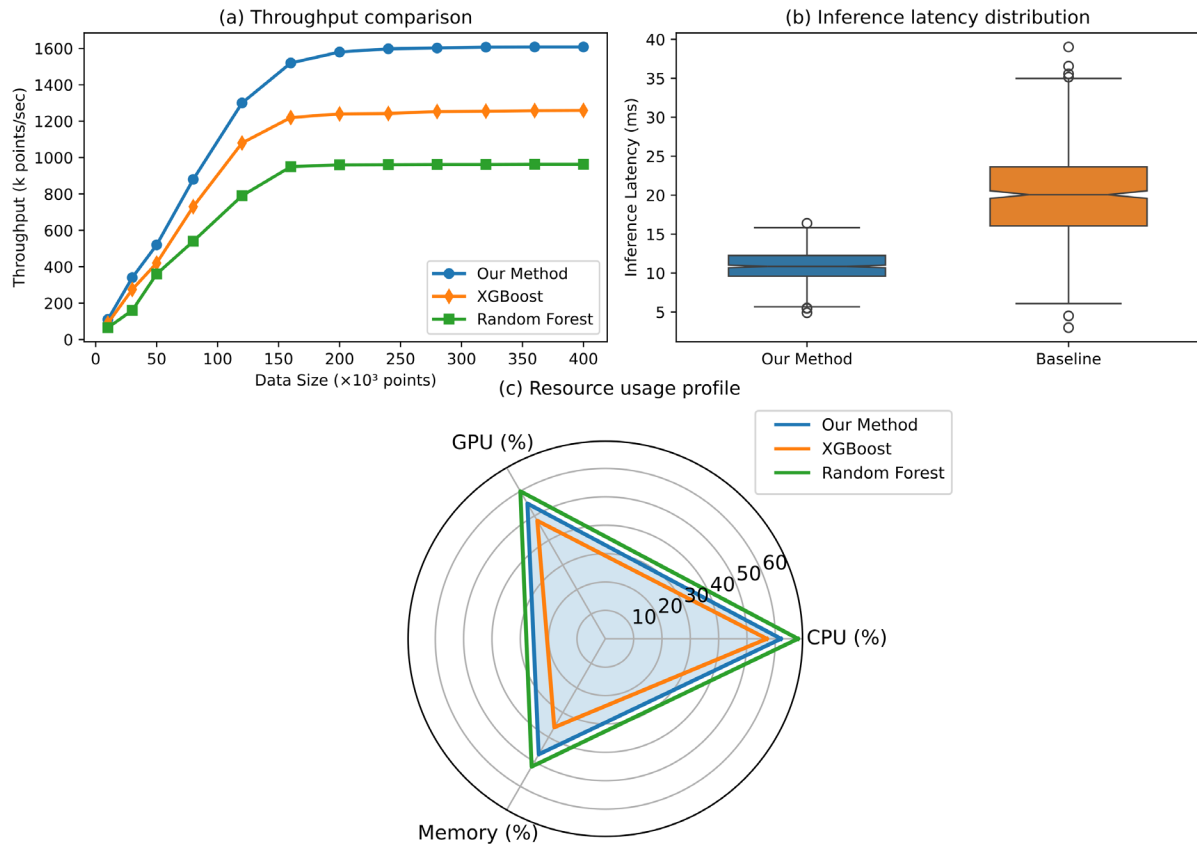 (a) Throughput comparison
Throughput (k points/sec)
1600
1400
1200
1000
800
600
400
200
0
Our Method
XGBoost
Random Forest
0
50
100
150
200
250
300
350
400
Data Size (×10³ points)
(b) Inference latency distribution
Inference Latency (ms)
40
35
30
25
20
15
10
5
Our Method
Baseline
(c) Resource usage profile
Our Method
XGBoost
Random Forest
GPU (%)
10
20
30
40
50
60
CPU (%)
Memory (%)